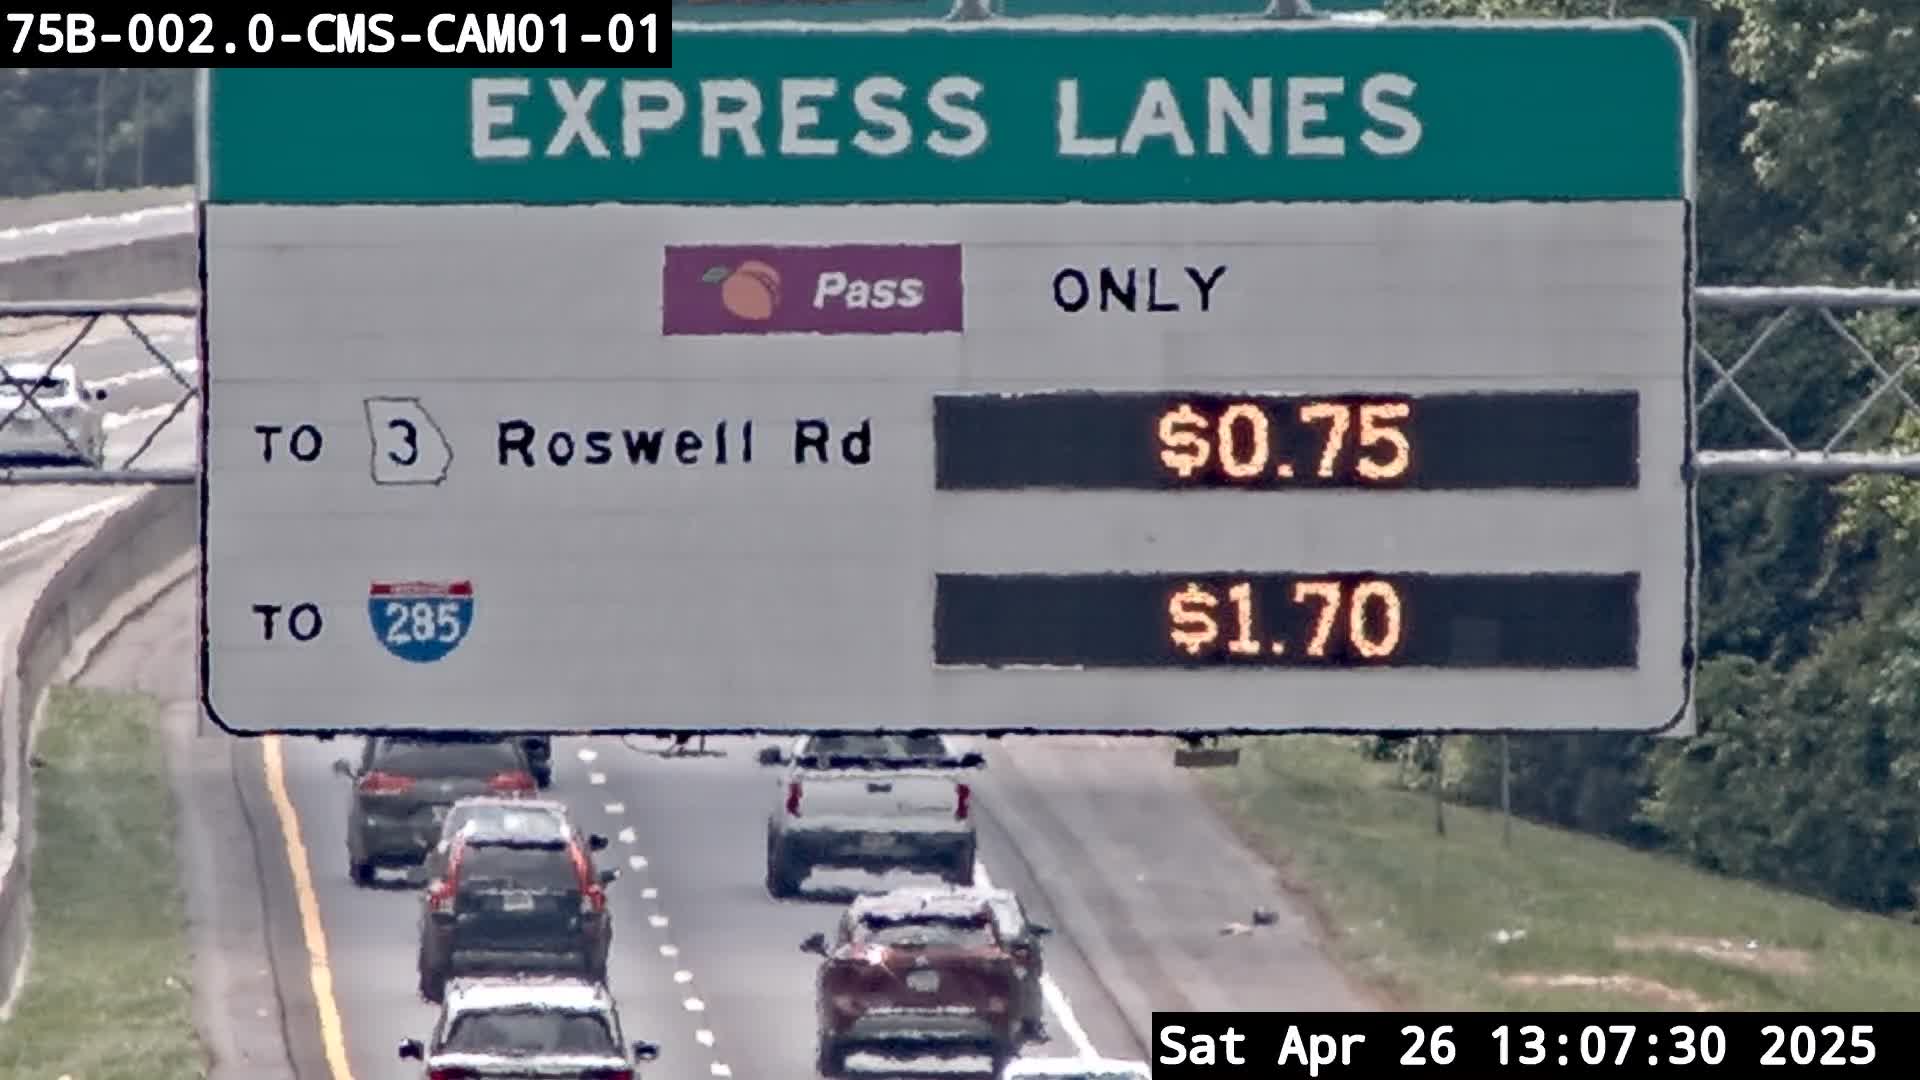 75B-002.0-CMS-CAM01-01
EXPRESS LANES
Pass ONLY
TO 3 Roswell Rd $0.75
TO 285 $1.70
Sat Apr 26 13:07:30 2025